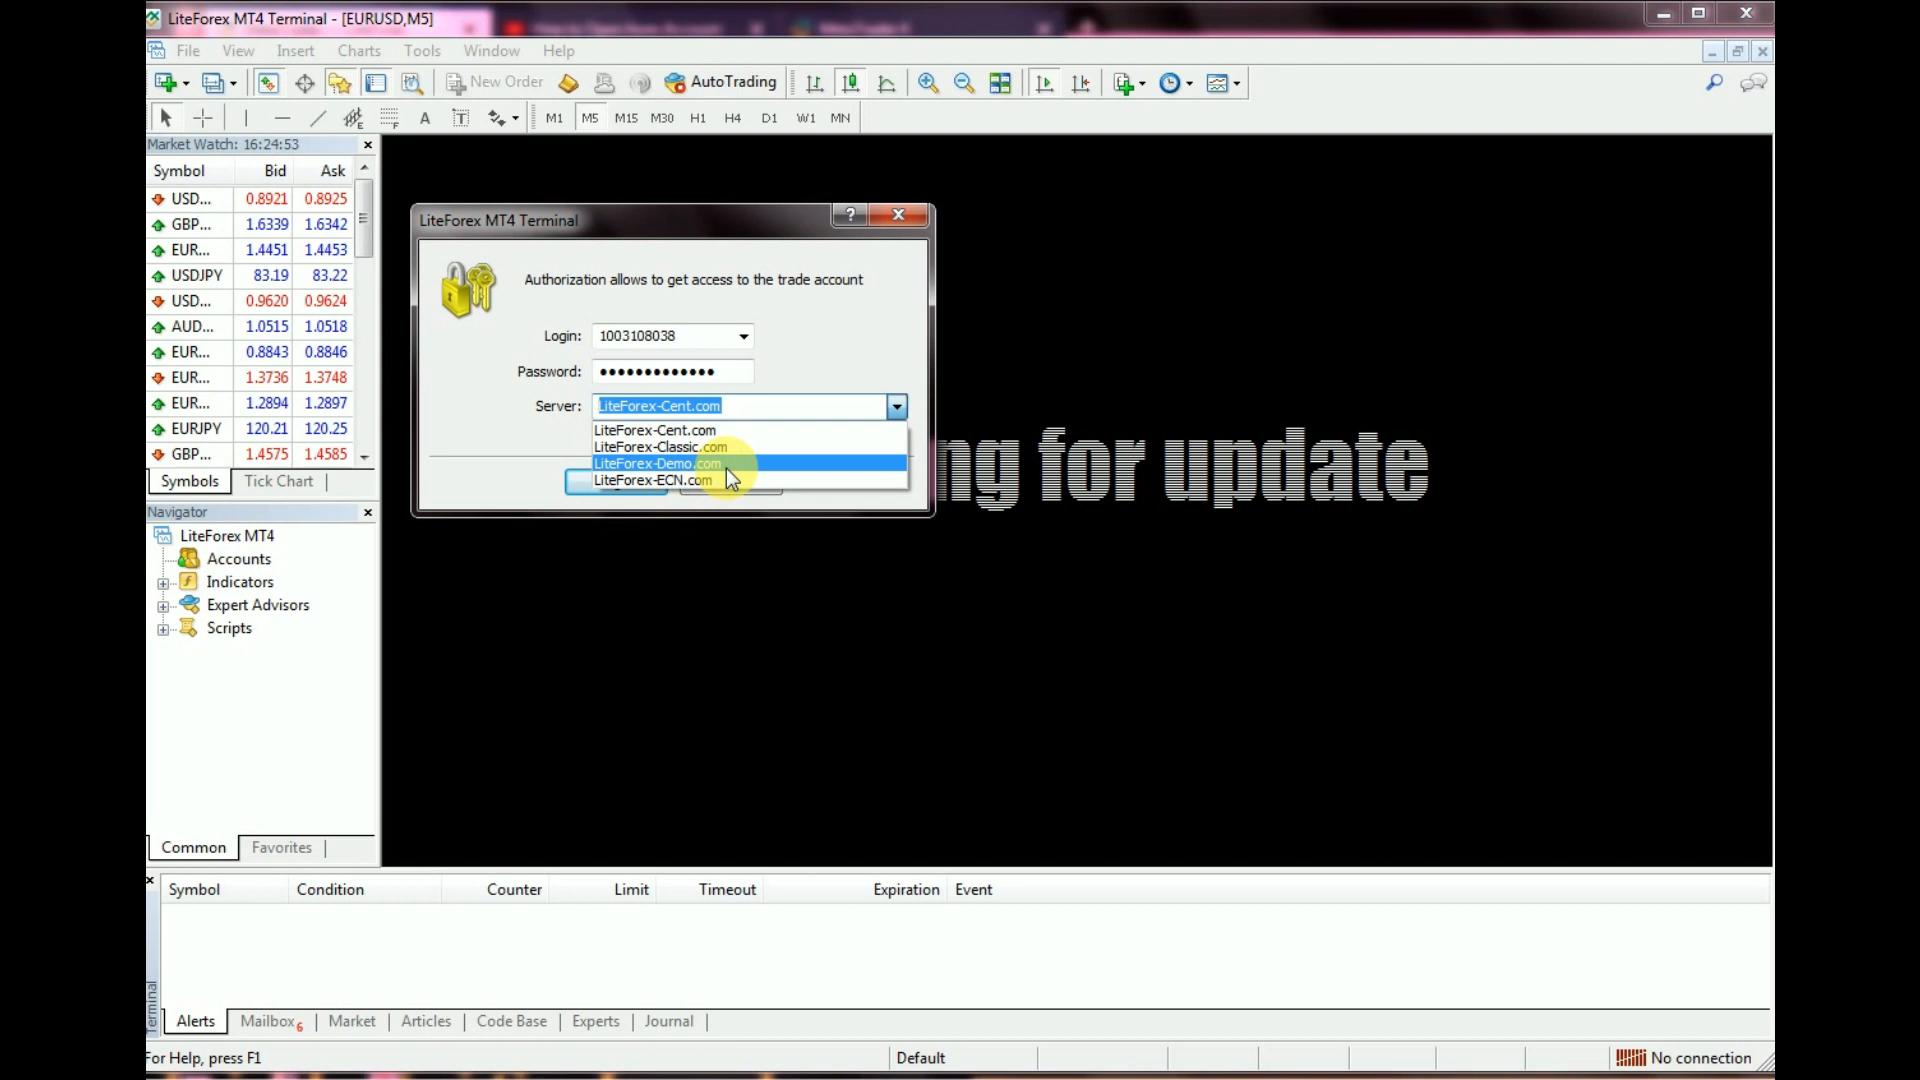 LiteForex MT4 Terminal - [EURUSD,M5]
File View Insert Charts Tools Window Help
New Order AutoTrading
A T E F M1 M5 M15 M30 H1 H4 D1 W1 MN
Market Watch: 16:24:53
Symbol Bid Ask
USD... 0.8921 0.8925
GBP... 1.6339 1.6342
EUR... 1.4451 1.4453
USDJPY 83.19 83.22
USD... 0.9620 0.9624
AUD... 1.0515 1.0518
EUR... 0.8843 0.8846
EUR... 1.3736 1.3748
EUR... 1.2894 1.2897
EURJPY 120.21 120.25
GBP... 1.4575 1.4585
Symbols Tick Chart
Navigator
LiteForex MT4
Accounts
Indicators
Expert Advisors
Scripts
Common Favorites
LiteForex MT4 Terminal
Authorization allows to get access to the trade account
Login: 1003108038
Password: •••••••••••••
Server: LiteForex-Cent.com
LiteForex-Cent.com
LiteForex-Classic.com
LiteForex-Demo.com
LiteForex-ECN.com
ng for update
Symbol Condition Counter Limit Timeout Expiration Event
Terminal
Alerts Mailbox 6 Market Articles Code Base Experts Journal
For Help, press F1 Default No connection